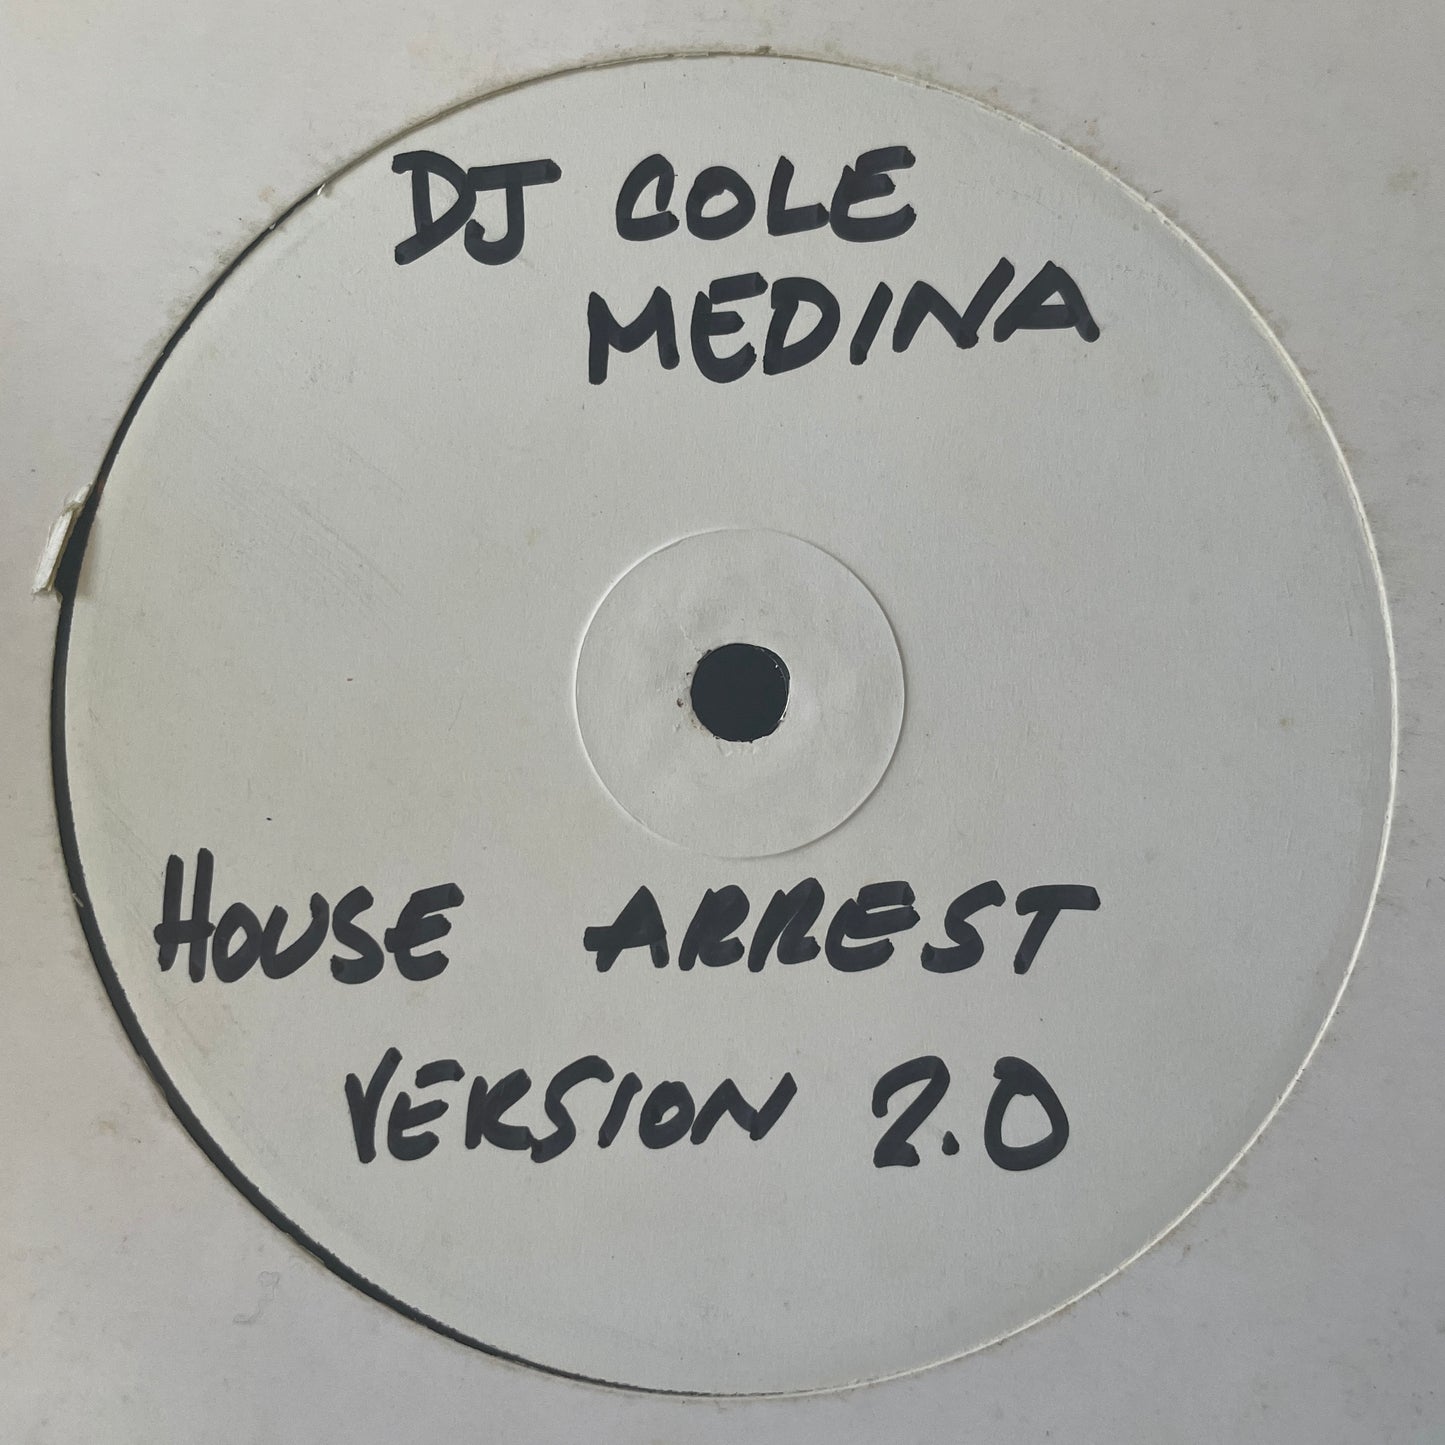 DJ COLE
MEDINA
HOUSE ARREST
VERSION 2.0